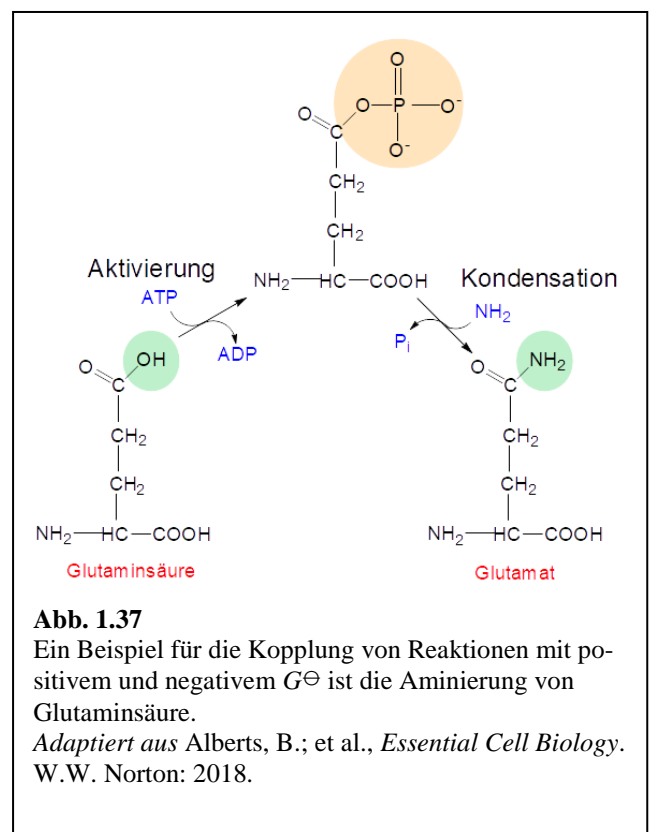 O
O P O⁻
O C O⁻
CH₂
CH₂
NH₂ HC COOH
Aktivierung
ATP
ADP
Kondensation
NH₂
Pᵢ
O C OH
CH₂
CH₂
NH₂ HC COOH
Glutaminsäure
O C NH₂
CH₂
CH₂
NH₂ HC COOH
Glutamat
Abb. 1.37
Ein Beispiel für die Kopplung von Reaktionen mit po-
sitivem und negativem G⊖ ist die Aminierung von
Glutaminsäure.
Adaptiert aus Alberts, B.; et al., Essential Cell Biology.
W.W. Norton: 2018.